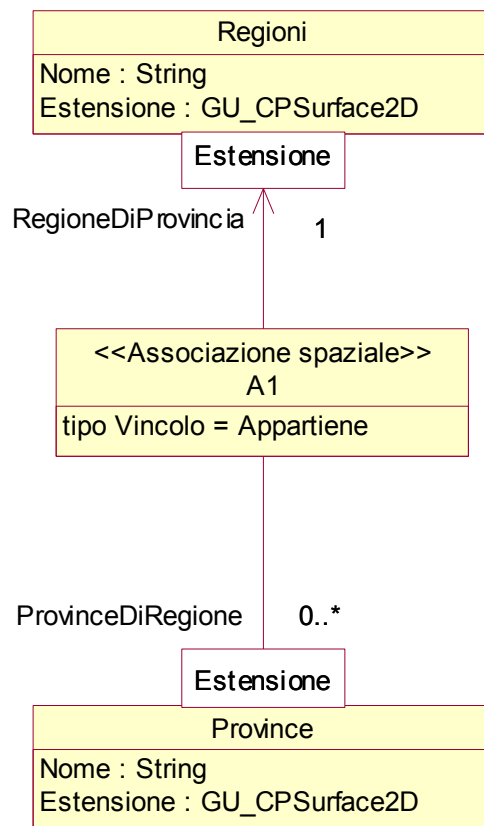 Regioni
Nome : String
Estensione : GU_CPSurface2D
Estensione
RegioneDiProvincia
1
<<Associazione spaziale>>
A1
tipo Vincolo = Appartiene
ProvinceDiRegione
0..*
Estensione
Province
Nome : String
Estensione : GU_CPSurface2D